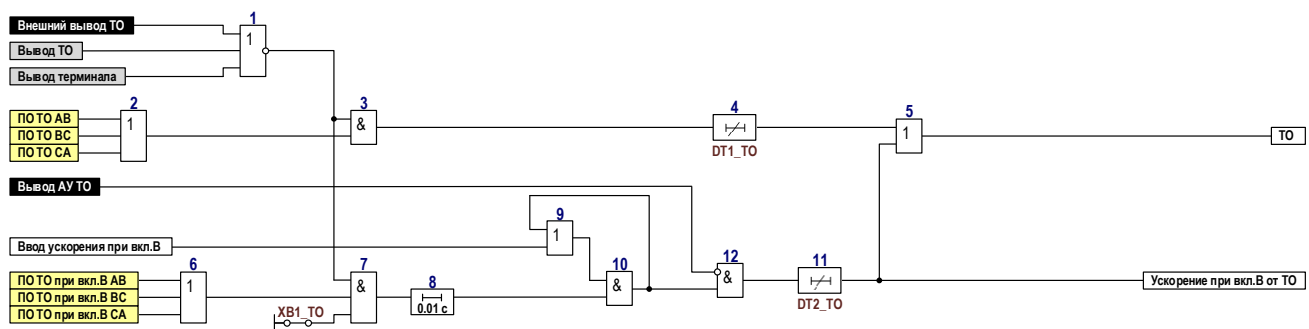 Внешний вывод ТО
1
1
Вывод ТО
Вывод терминала
2
3
4
5
ПО ТО АВ
1
&
1
ПО ТО ВС
ТО
ПО ТО СА
DT1_TO
Вывод АУ ТО
9
1
Ввод ускорения при вкл.В
6
7
8
10
12
11
ПО ТО при вкл.В АВ
1
&
&
&
Ускорение при вкл.В от ТО
ПО ТО при вкл.В ВС
0.01 с
DT2_TO
ПО ТО при вкл.В СА
XB1_TO